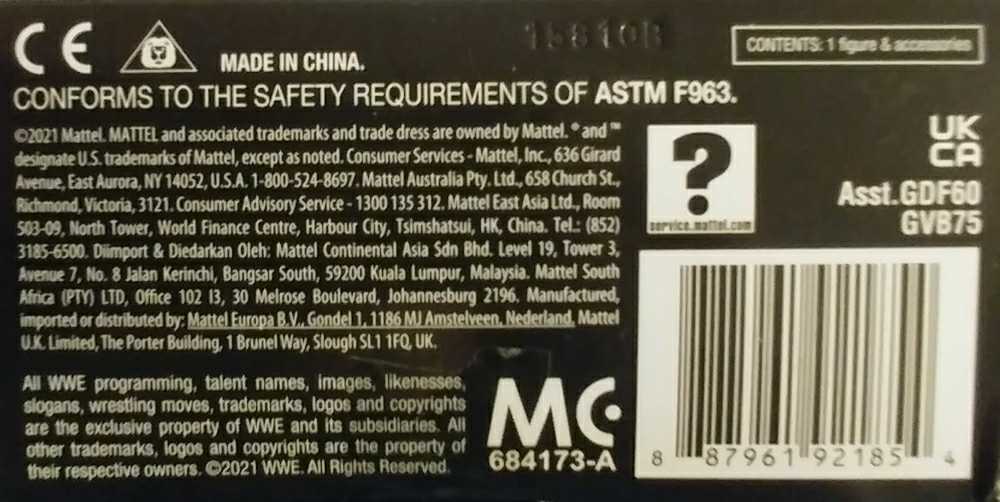 CE
MADE IN CHINA.
15810R
CONTENTS: 1 figure & accessories
CONFORMS TO THE SAFETY REQUIREMENTS OF ASTM F963.
©2021 Mattel. MATTEL and associated trademarks and trade dress are owned by Mattel. ® and ™
designate U.S. trademarks of Mattel, except as noted. Consumer Services - Mattel, Inc., 636 Girard
Avenue, East Aurora, NY 14052, U.S.A. 1-800-524-8697. Mattel Australia Pty. Ltd., 658 Church St.,
Richmond, Victoria, 3121. Consumer Advisory Service - 1300 135 312. Mattel East Asia Ltd., Room
503-09, North Tower, World Finance Centre, Harbour City, Tsimshatsui, HK, China. Tel.: (852)
3185-6500. Diimport & Diedarkan Oleh: Mattel Continental Asia Sdn Bhd. Level 19, Tower 3,
Avenue 7, No. 8 Jalan Kerinchi, Bangsar South, 59200 Kuala Lumpur, Malaysia. Mattel South
Africa (PTY) LTD, Office 102 I3, 30 Melrose Boulevard, Johannesburg 2196. Manufactured,
imported or distributed by: Mattel Europa B.V., Gondel 1, 1186 MJ Amstelveen, Nederland. Mattel
U.K. Limited, The Porter Building, 1 Brunel Way, Slough SL1 1FQ, UK.
?
service.mattel.com
UK
CA
Asst.GDF60
GVB75
All WWE programming, talent names, images, likenesses,
slogans, wrestling moves, trademarks, logos and copyrights
are the exclusive property of WWE and its subsidiaries. All
other trademarks, logos and copyrights are the property of
their respective owners. ©2021 WWE. All Rights Reserved.
MC
684173-A
8 87961 92185 4